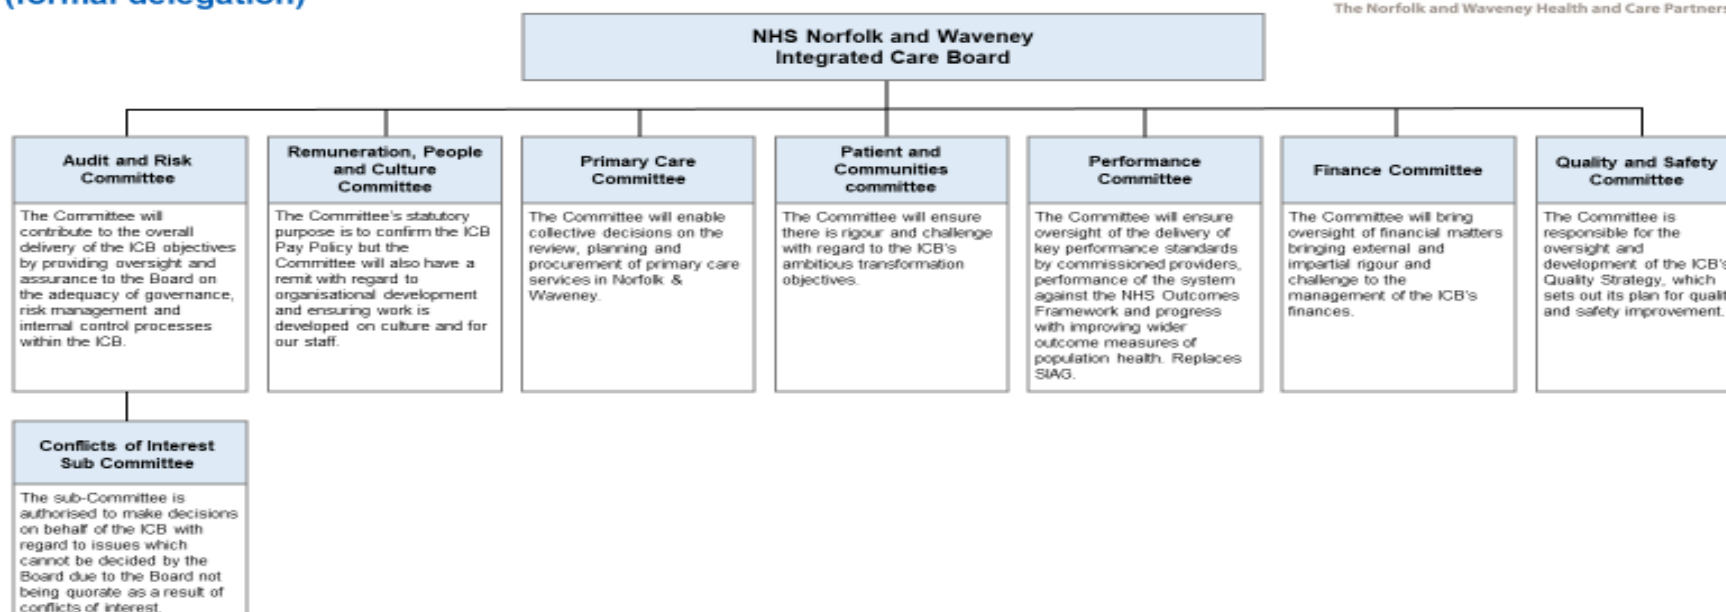 (formal delegation)
The Norfolk and Waveney Health and Care Partners
NHS Norfolk and Waveney
Integrated Care Board
Audit and Risk
Committee
The Committee will
contribute to the overall
delivery of the ICB objectives
by providing oversight and
assurance to the Board on
the adequacy of governance,
risk management and
internal control processes
within the ICB.
Remuneration, People
and Culture
Committee
The Committee's statutory
purpose is to confirm the ICB
Pay Policy but the
Committee will also have a
remit with regard to
organisational development
and ensuring work is
developed on culture and for
our staff.
Primary Care
Committee
The Committee will enable
collective decisions on the
review, planning and
procurement of primary care
services in Norfolk &
Waveney.
Patient and
Communities
committee
The Committee will ensure
there is rigour and challenge
with regard to the ICB's
ambitious transformation
objectives.
Performance
Committee
The Committee will ensure
oversight of the delivery of
key performance standards
by commissioned providers,
performance of the system
against the NHS Outcomes
Framework and progress
with improving wider
outcome measures of
population health. Replaces
SIAG.
Finance Committee
The Committee will bring
oversight of financial matters
bringing external and
impartial rigour and
challenge to the
management of the ICB's
finances.
Quality and Safety
Committee
The Committee is
responsible for the
oversight and
development of the ICB's
Quality Strategy, which
sets out its plan for qualit
and safety improvement.
Conflicts of Interest
Sub Committee
The sub-Committee is
authorised to make decisions
on behalf of the ICB with
regard to issues which
cannot be decided by the
Board due to the Board not
being quorate as a result of
conflicts of interest.